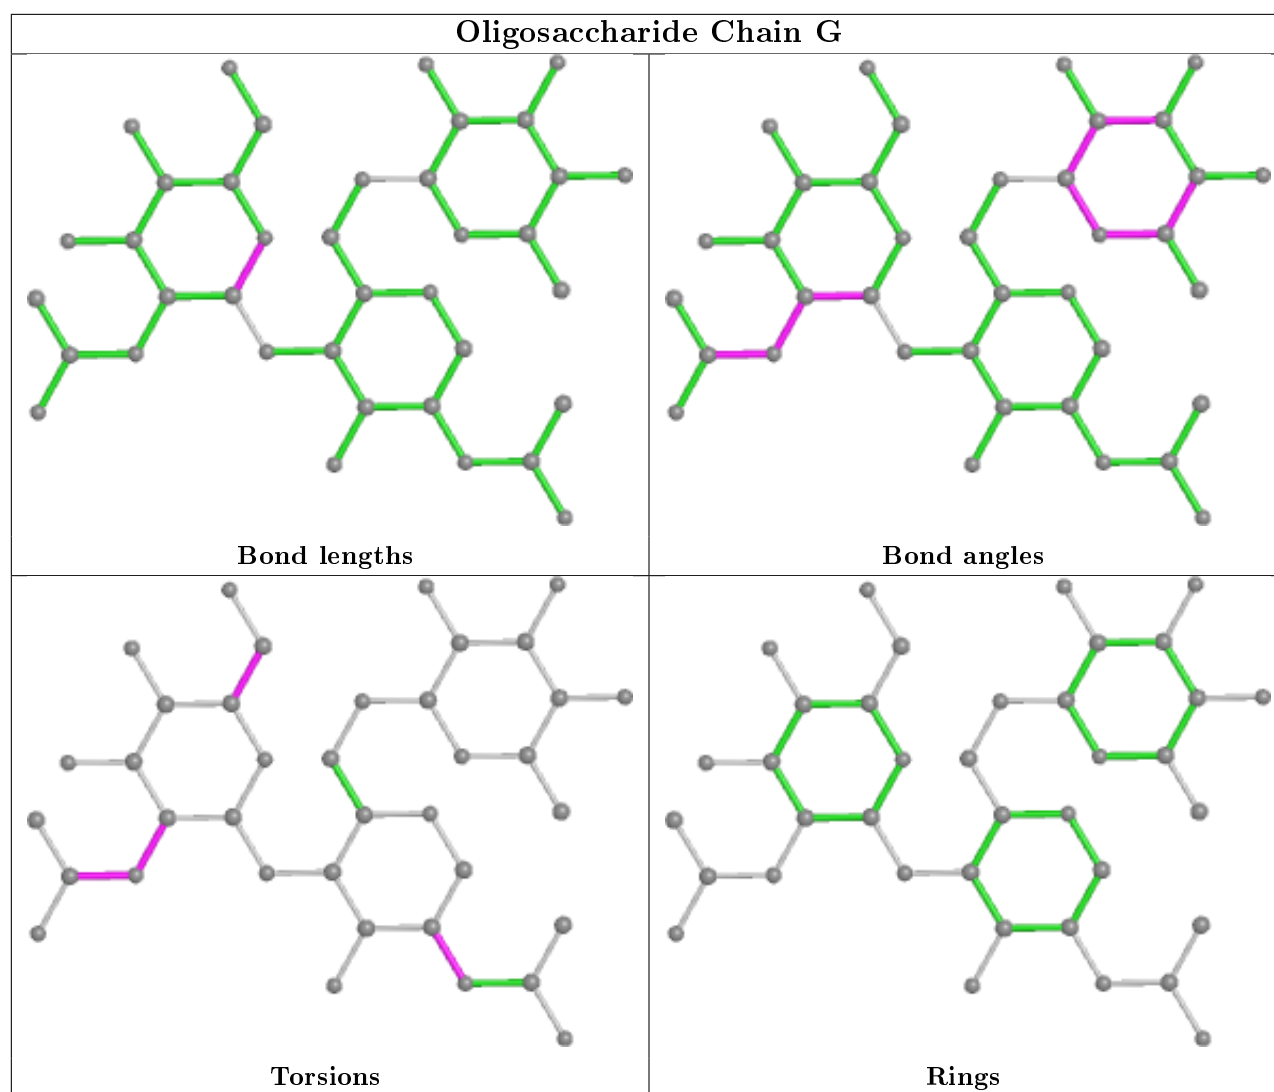 Oligosaccharide Chain G
Bond lengths
Bond angles
Torsions
Rings